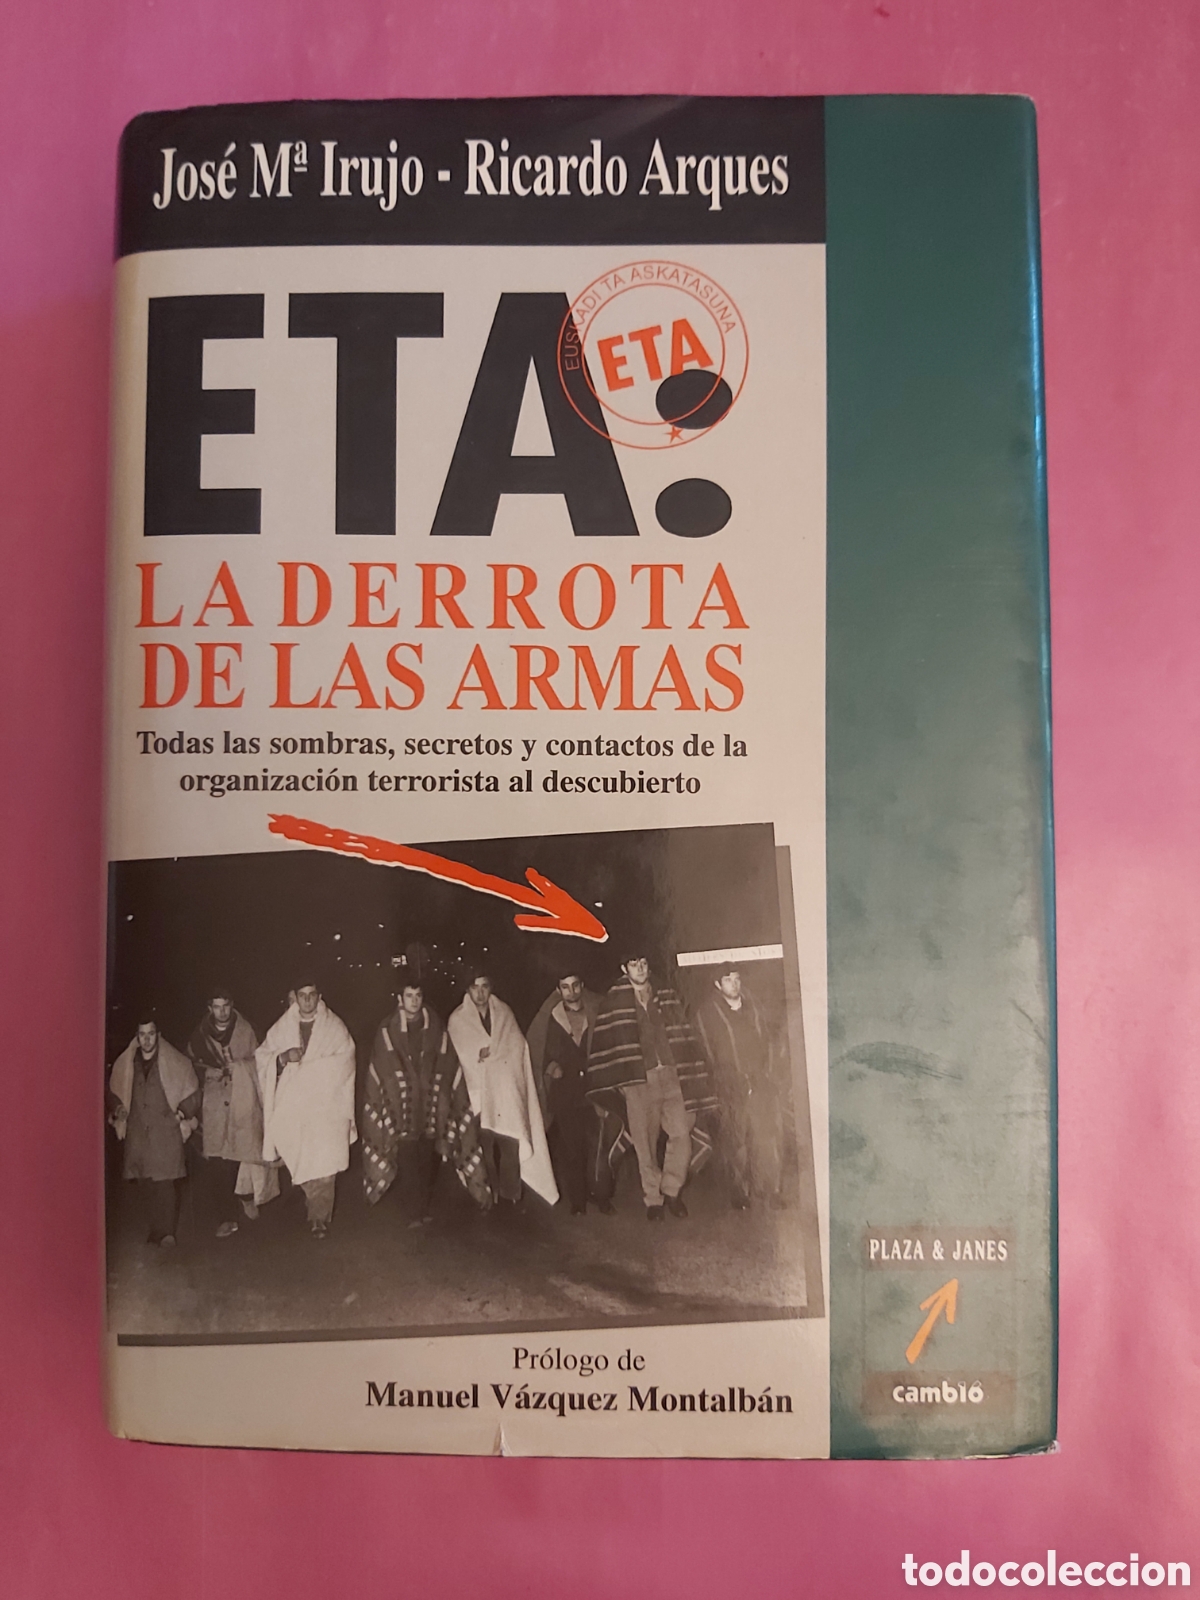 José Mª Irujo - Ricardo Arques
EUSKADI TA ASKATASUNA
ETA
ETA:
LA DERROTA
DE LAS ARMAS
Todas las sombras, secretos y contactos de la
organización terrorista al descubierto
Prólogo de
Manuel Vázquez Montalbán
PLAZA & JANES
cambio
todocoleccion